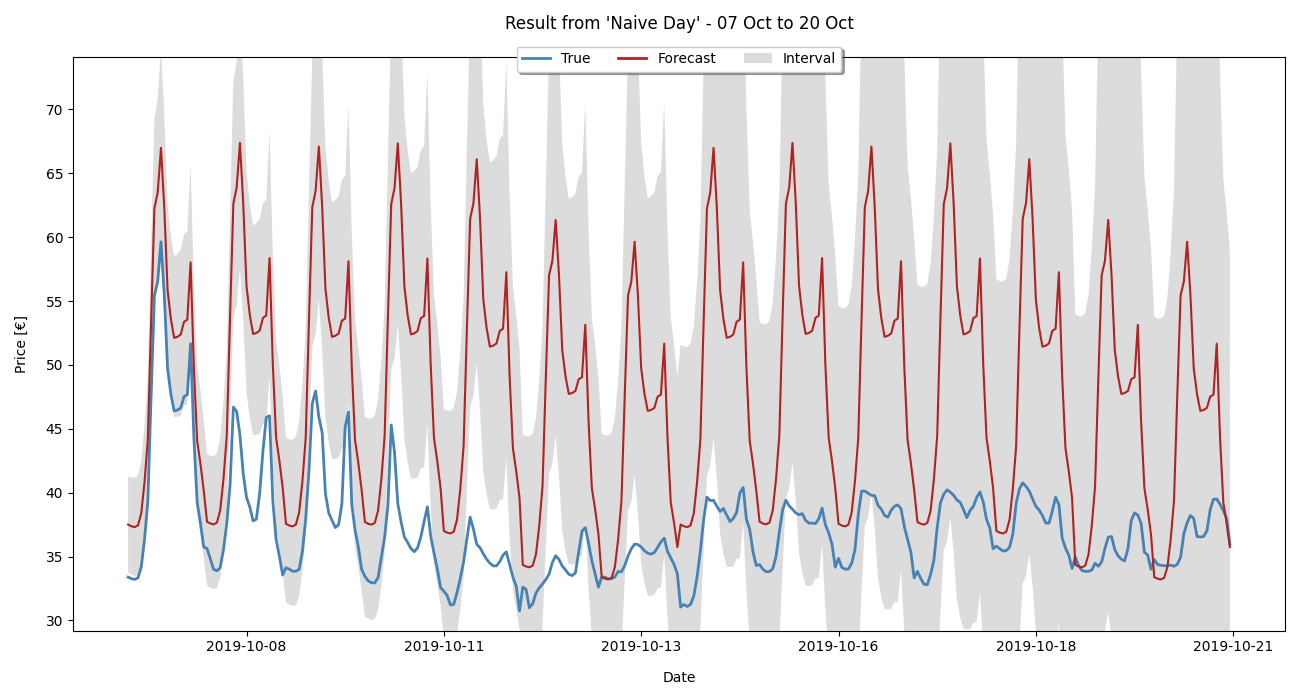 Result from 'Naive Day' - 07 Oct to 20 Oct
True Forecast Interval
Price [€]
70
65
60
55
50
45
40
35
30
2019-10-08 2019-10-11 2019-10-13 2019-10-16 2019-10-18 2019-10-21
Date